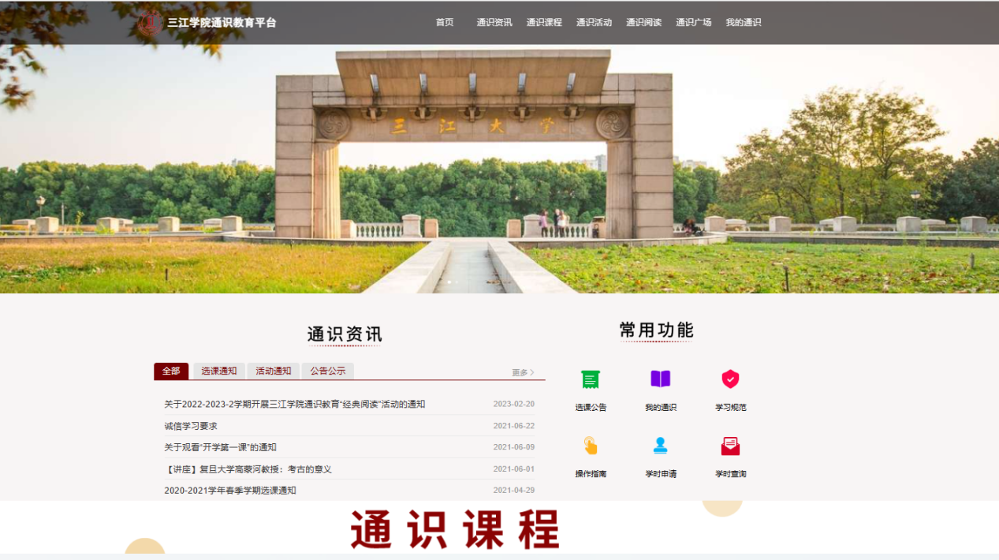 三江学院通识教育平台
首页 通识资讯 通识课程 通识活动 通识阅读 通识广场 我的通识
三江大学
通识资讯
全部 选课通知 活动通知 公告公示 更多
关于2022-2023-2学期开展三江学院通识教育“经典阅读”活动的通知 2023-02-20
诚信学习要求 2021-06-22
关于观看“开学第一课”的通知 2021-06-09
【讲座】复旦大学高蒙河教授：考古的意义 2021-06-01
2020-2021学年春季学期选课通知 2021-04-29
常用功能
选课公告 我的通识 学习规范
操作指南 学时申请 学时查询
通识课程